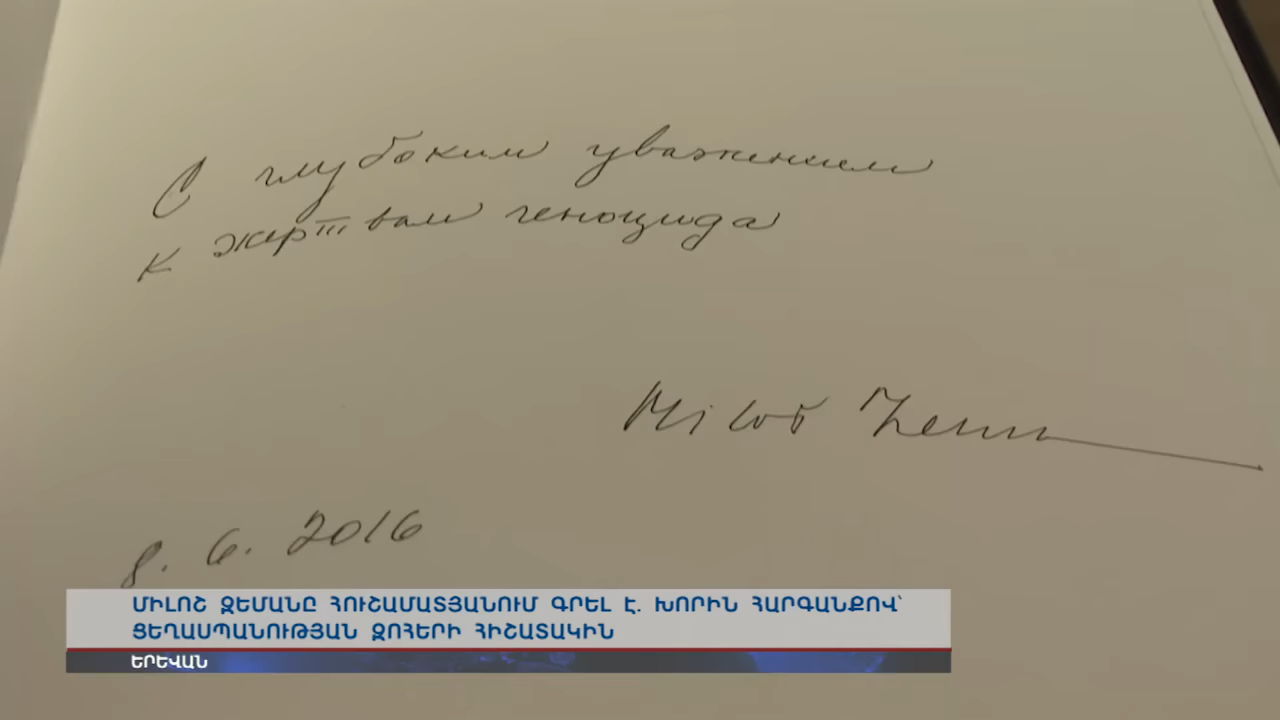 С глубоким уважением
к жертвам геноцида
Miloš Zeman
8. 6. 2016
ՄԻԼՈՇ ԶԵՄԱՆԸ ՀՈՒՇԱՄԱՏՅԱՆՈՒՄ ԳՐԵԼ Է. ԽՈՐԻՆ ՀԱՐԳԱՆՔՈՎ՝
ՑԵՂԱՍՊԱՆՈՒԹՅԱՆ ԶՈՀԵՐԻ ՀԻՇԱՏԱԿԻՆ
ԵՐԵՎԱՆ